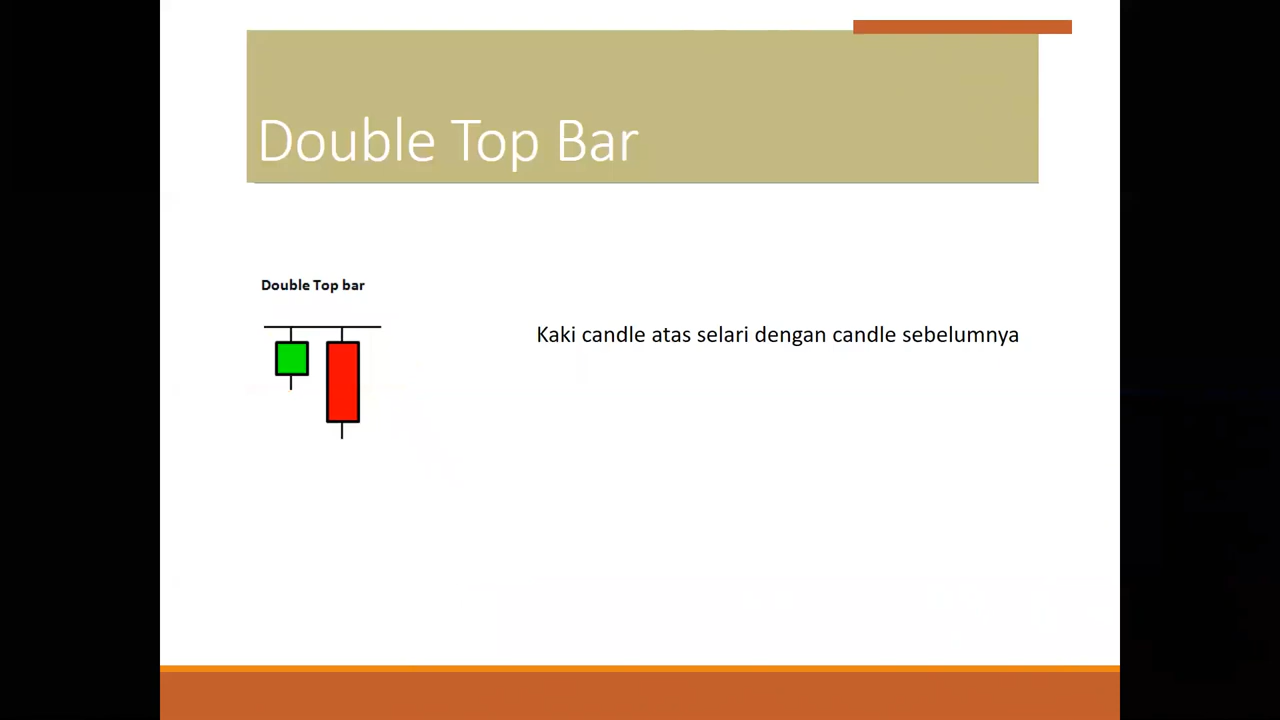 Double Top Bar
Double Top bar
Kaki candle atas selari dengan candle sebelumnya